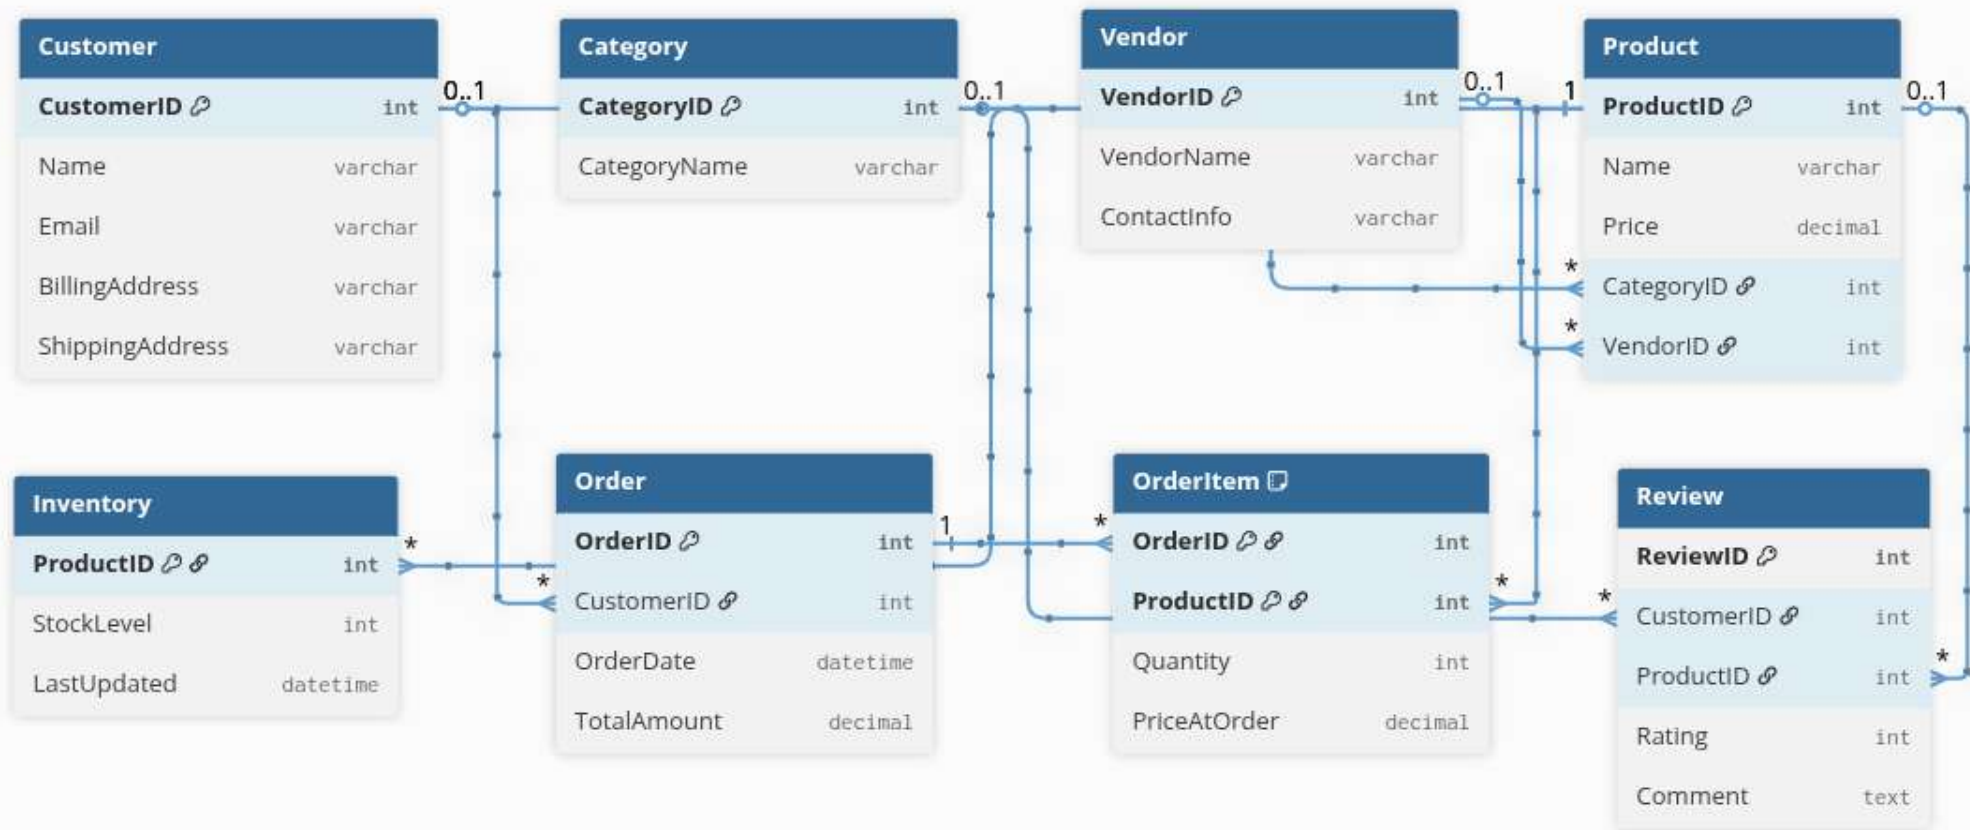 Customer
CustomerID int
Name varchar
Email varchar
BillingAddress varchar
ShippingAddress varchar
0..1
Category
CategoryID int
CategoryName varchar
0..1
Vendor
VendorID int
VendorName varchar
ContactInfo varchar
0..1
1
Product
ProductID int
Name varchar
Price decimal
* CategoryID int
* VendorID int
0..1
Inventory
ProductID int *
StockLevel int
LastUpdated datetime
Order
OrderID int 1
* CustomerID int
OrderDate datetime
TotalAmount decimal
OrderItem
* OrderID int
ProductID int *
Quantity int
PriceAtOrder decimal
Review
ReviewID int
* CustomerID int
ProductID int *
Rating int
Comment text